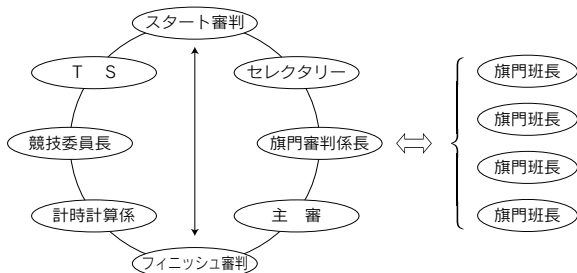 スタート審判
T S
セレクタリー
競技委員長
旗門審判係長
計時計算係
主 審
フィニッシュ審判
旗門班長
旗門班長
旗門班長
旗門班長